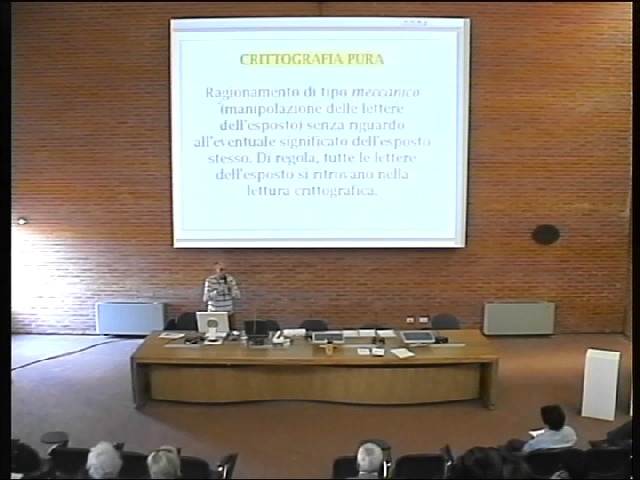 CRITTOGRAFIA PURA
Ragionamento di tipo meccanico
(manipolazione delle lettere
dell'esposto) senza riguardo
all'eventuale significato dell'esposto
stesso. Di regola, tutte le lettere
dell'esposto si ritrovano nella
lettura crittografica.